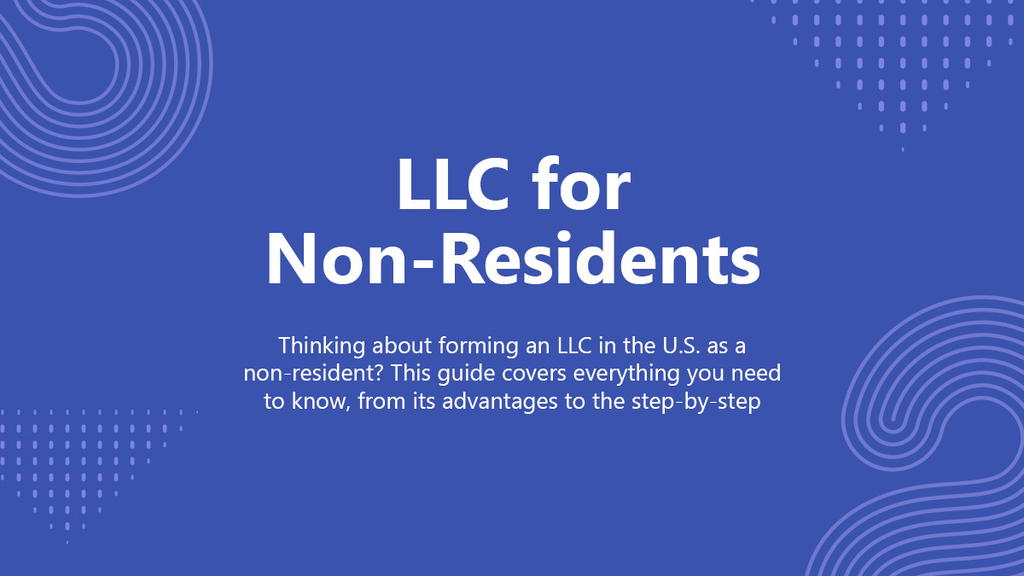 LLC for
Non-Residents
Thinking about forming an LLC in the U.S. as a
non-resident? This guide covers everything you need
to know, from its advantages to the step-by-step